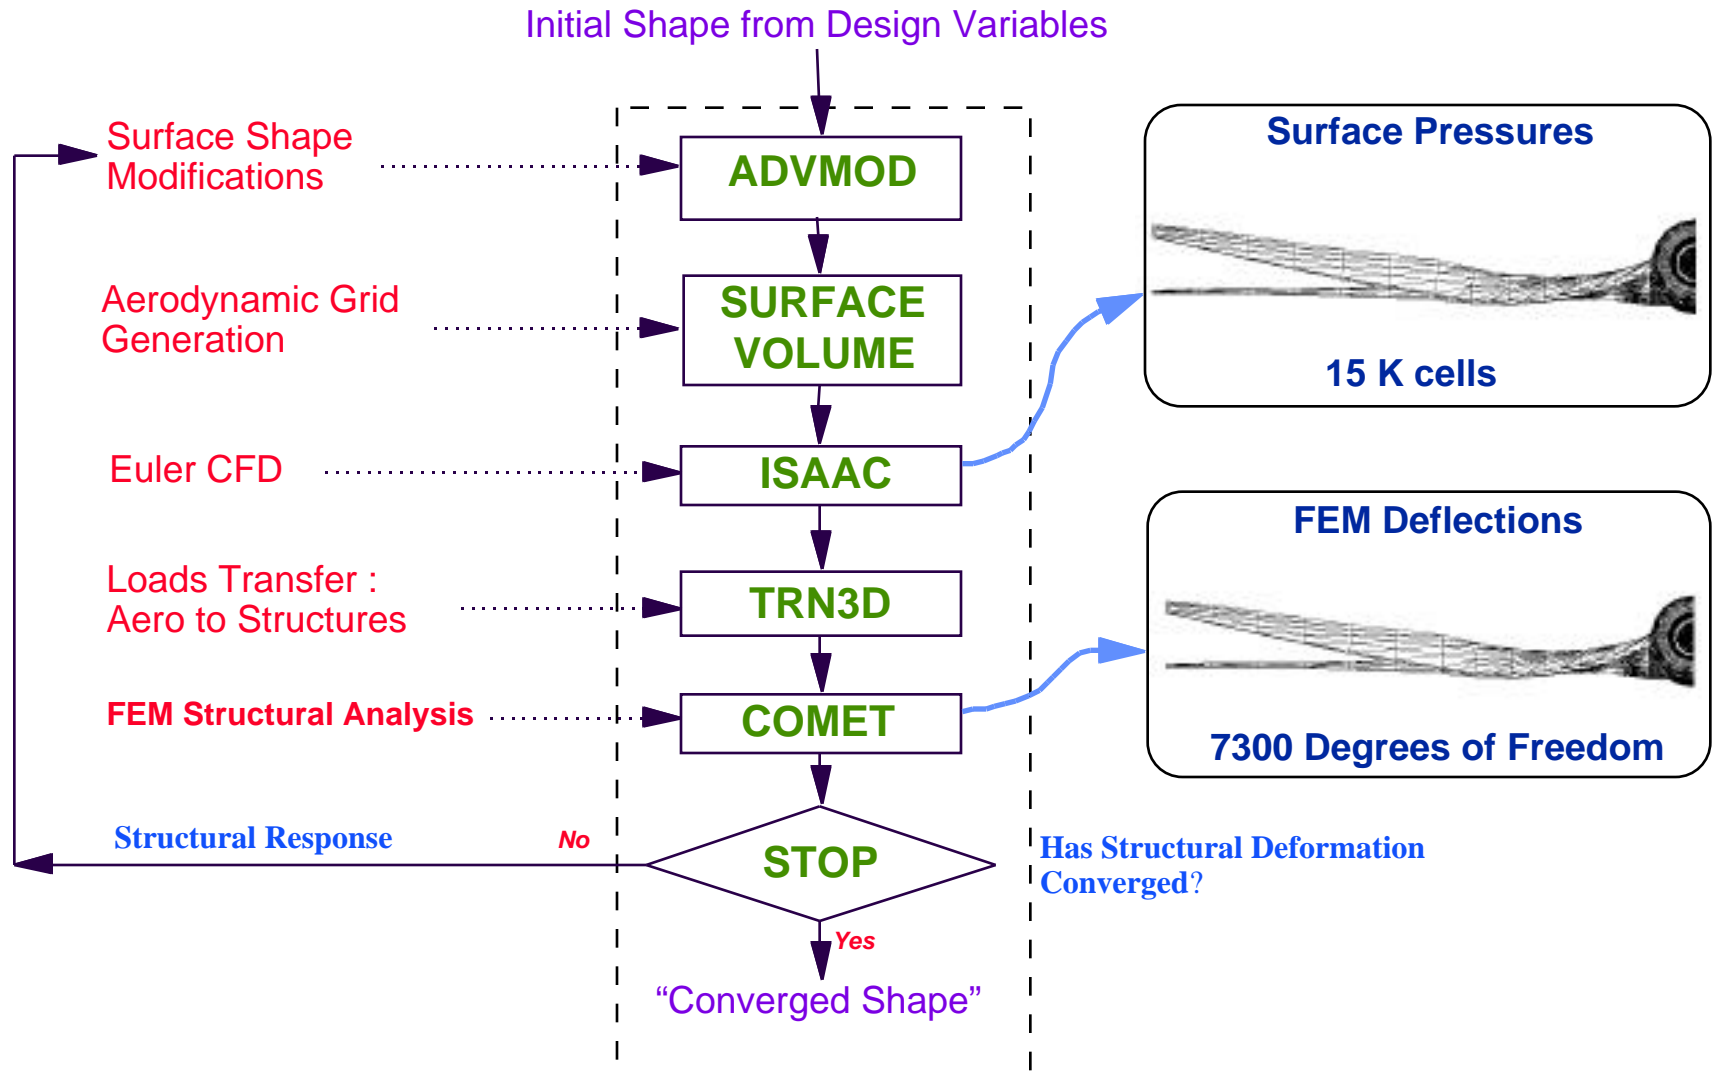 Initial Shape from Design Variables
Surface Shape
Modifications
ADVMOD
Surface Pressures
15 K cells
Aerodynamic Grid
Generation
SURFACE
VOLUME
Euler CFD
ISAAC
Loads Transfer :
Aero to Structures
TRN3D
FEM Deflections
7300 Degrees of Freedom
FEM Structural Analysis
COMET
Structural Response
No
STOP
Has Structural Deformation
Converged?
Yes
“Converged Shape”